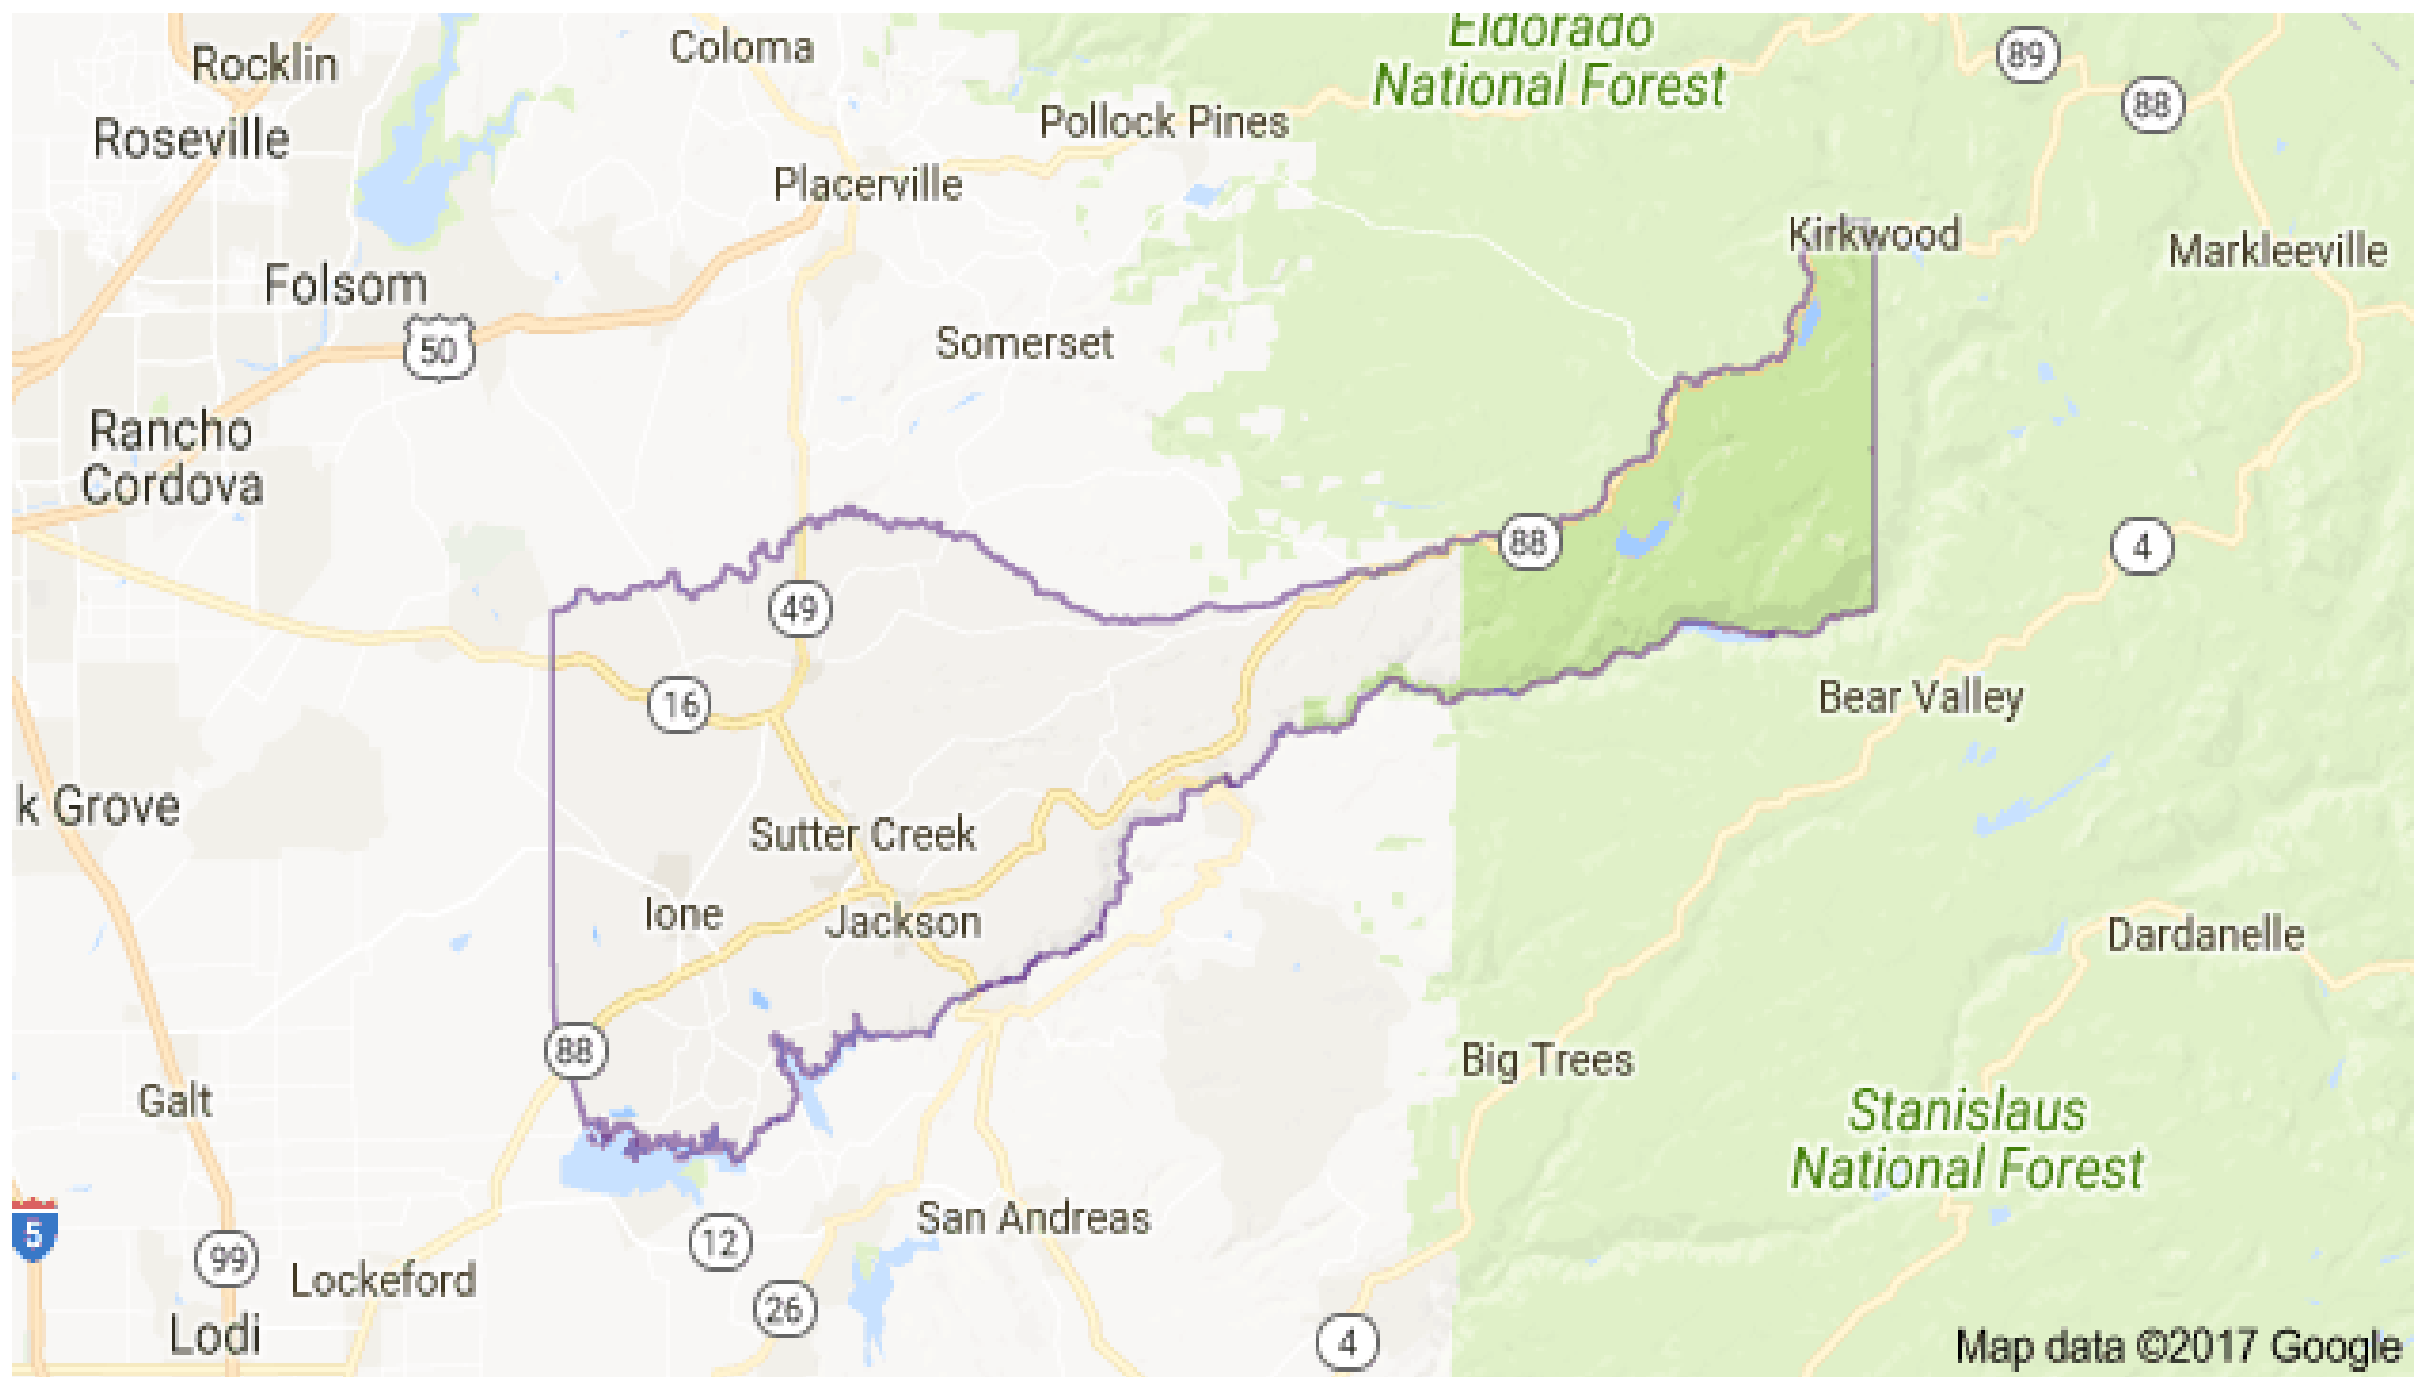 Eldorado
National Forest
Rocklin
Coloma
89
88
Roseville
Pollock Pines
Placerville
Kirkwood
Markleeville
Folsom
50
Somerset
Rancho
Cordova
88
4
49
16
Bear Valley
k Grove
Sutter Creek
Ione
Jackson
Dardanelle
88
Big Trees
Galt
Stanislaus
National Forest
San Andreas
5
99
12
Lockeford
26
Lodi
4
Map data ©2017 Google